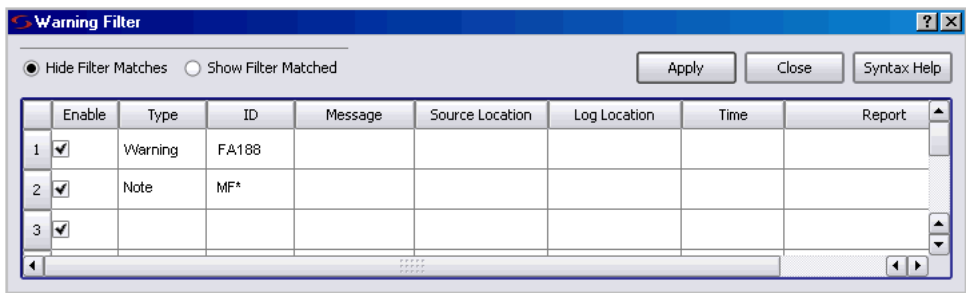 Warning Filter
Hide Filter Matches Show Filter Matched Apply Close Syntax Help
Enable Type ID Message Source Location Log Location Time Report
1 Warning FA188
2 Note MF*
3